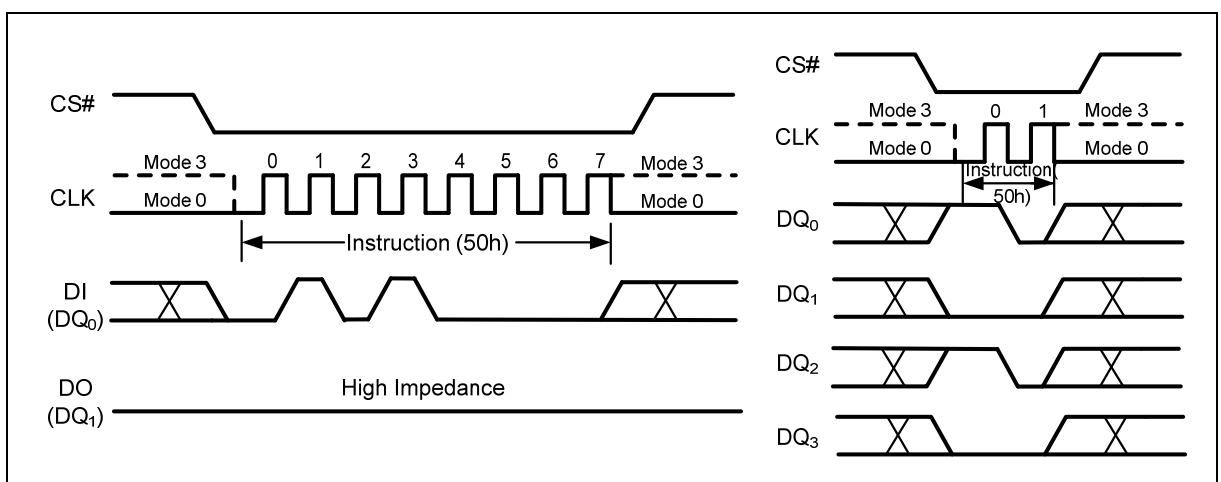 CS#
Mode 3 0 1 2 3 4 5 6 7 Mode 3
CLK Mode 0 Mode 0
Instruction (50h)
DI
(DQ0)
High Impedance
DO
(DQ1)
CS#
Mode 3 0 1 Mode 3
CLK
Mode 0 Mode 0
Instruction(
50h)
DQ0
DQ1
DQ2
DQ3